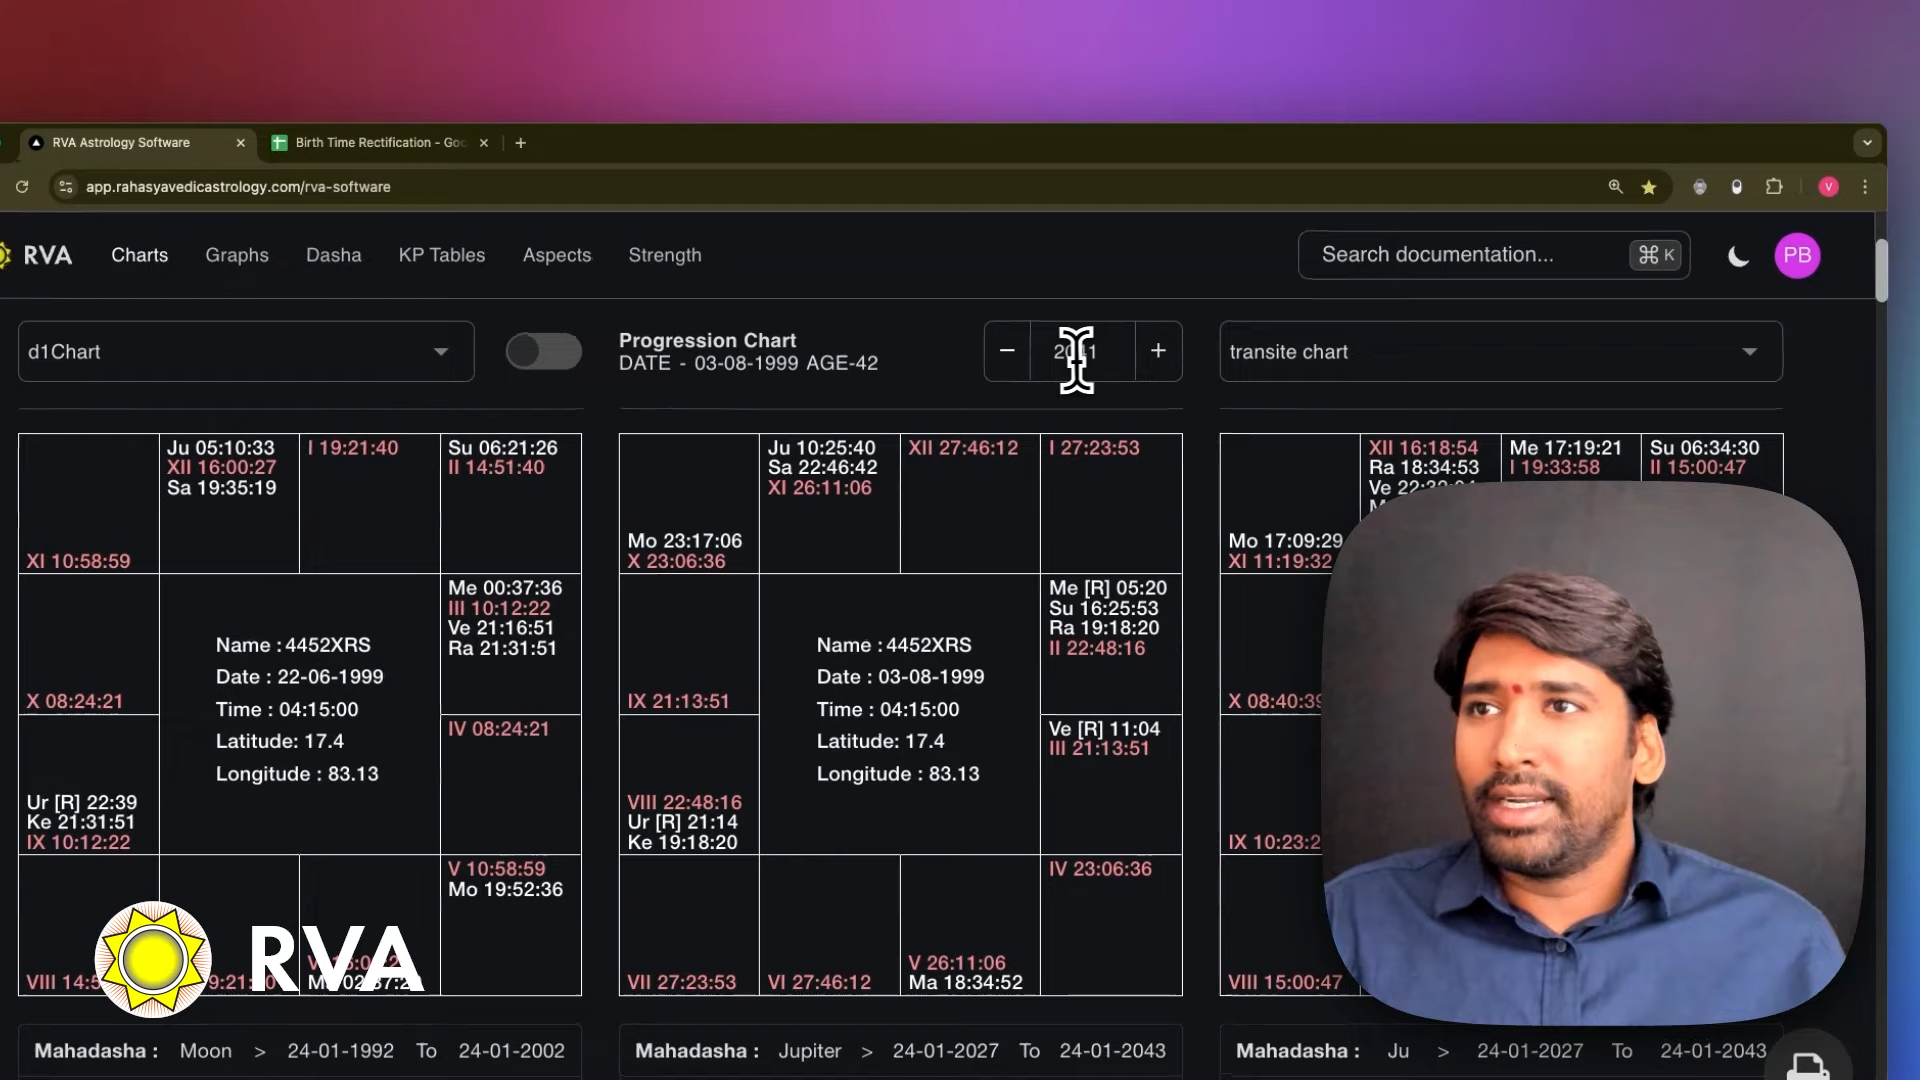 RVA Astrology Software
Birth Time Rectification - Goo
app.rahasyavedicastrology.com/rva-software
V
RVA
Charts
Graphs
Dasha
KP Tables
Aspects
Strength
Search documentation...
⌘ K
PB
d1Chart
Progression Chart
DATE - 03-08-1999 AGE-42
transite chart
Ju 05:10:33
XII 16:00:27
Sa 19:35:19
I 19:21:40
Su 06:21:26
II 14:51:40
XI 10:58:59
Me 00:37:36
III 10:12:22
Ve 21:16:51
Ra 21:31:51
X 08:24:21
Name : 4452XRS
Date : 22-06-1999
Time : 04:15:00
Latitude: 17.4
Longitude : 83.13
IV 08:24:21
Ur [R] 22:39
Ke 21:31:51
IX 10:12:22
V 10:58:59
Mo 19:52:36
VIII
RVA
Ju 10:25:40
Sa 22:46:42
XI 26:11:06
XII 27:46:12
I 27:23:53
Mo 23:17:06
X 23:06:36
Me [R] 05:20
Su 16:25:53
Ra 19:18:20
II 22:48:16
IX 21:13:51
Name : 4452XRS
Date : 03-08-1999
Time : 04:15:00
Latitude: 17.4
Longitude : 83.13
Ve [R] 11:04
III 21:13:51
VIII 22:48:16
Ur [R] 21:14
Ke 19:18:20
IV 23:06:36
VII 27:23:53
VI 27:46:12
V 26:11:06
Ma 18:34:52
XII 16:18:54
Ra 18:34:53
Ve
Me 17:19:21
I 19:33:58
Su 06:34:30
II 15:00:47
Mo 17:09:29
XI 11:19:32
X 08:40:39
IX 10:23:2
VIII 15:00:47
Mahadasha : Moon > 24-01-1992 To 24-01-2002
Mahadasha : Jupiter > 24-01-2027 To 24-01-2043
Mahadasha : Ju > 24-01-2027 To 24-01-2043